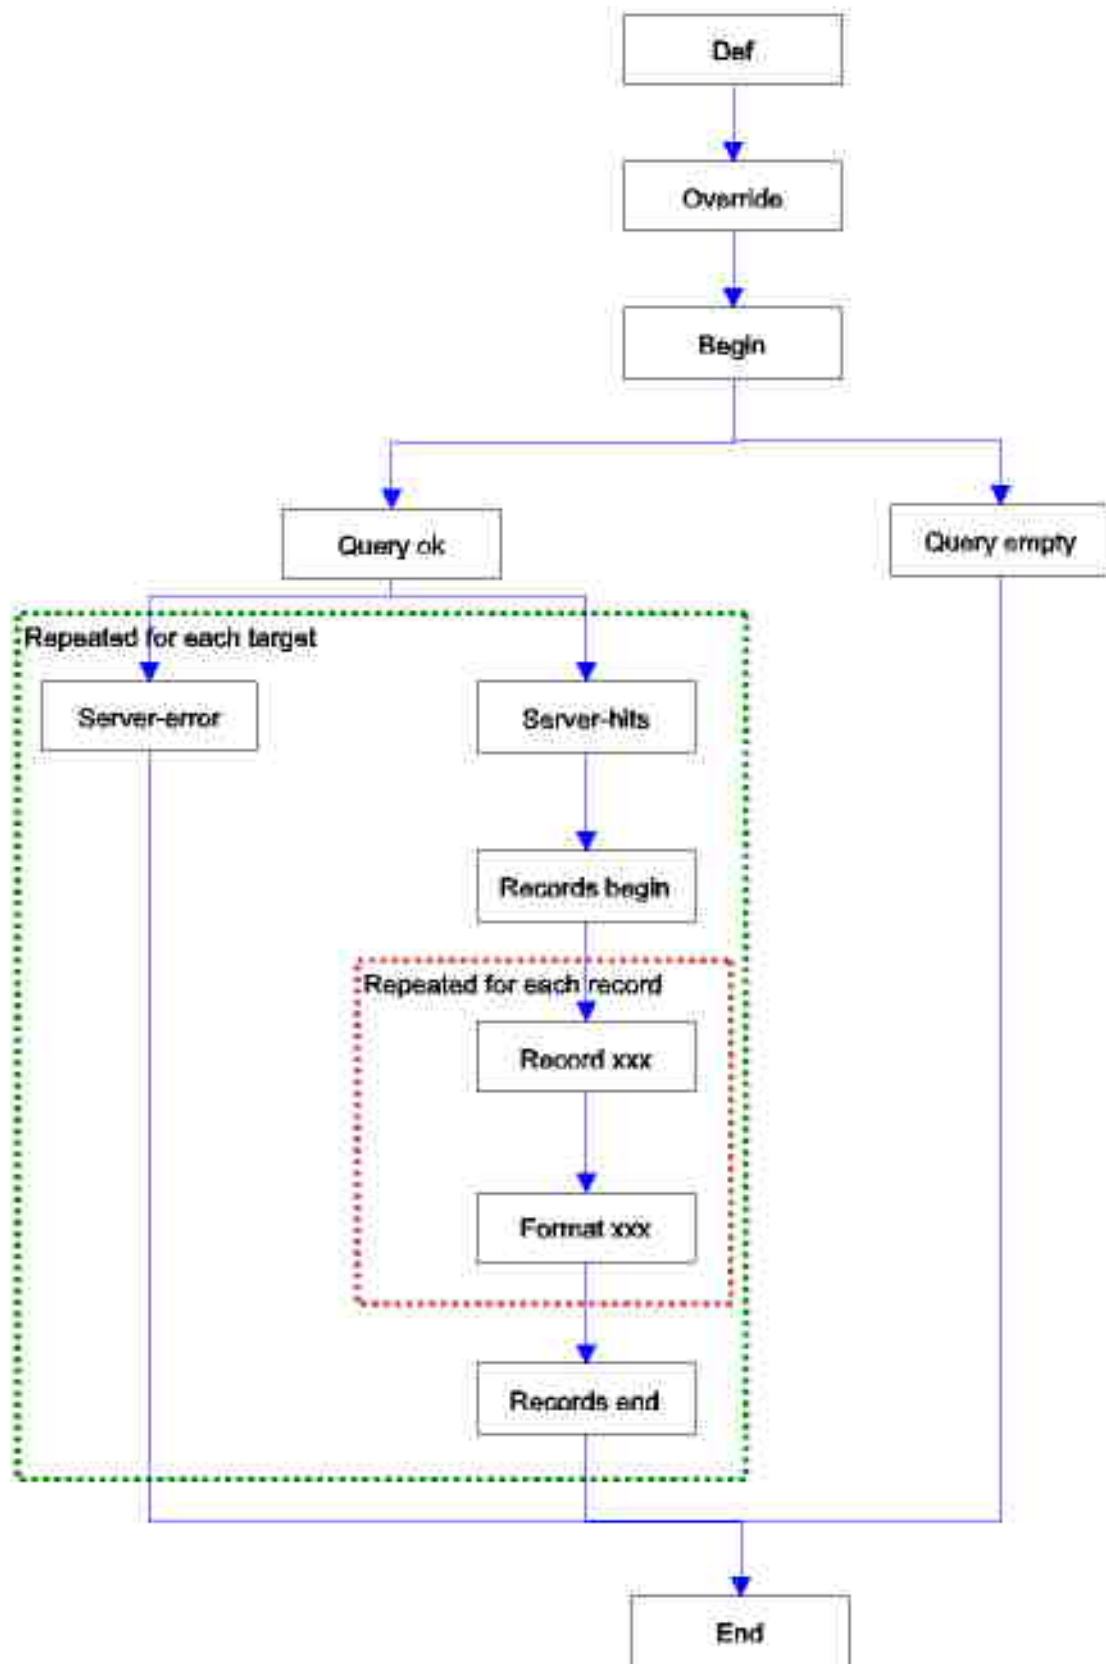 Def
Override
Begin
Query ok
Query empty
Repeated for each target
Server-error
Server-hits
Records begin
Repeated for each record
Record xxx
Format xxx
Records end
End